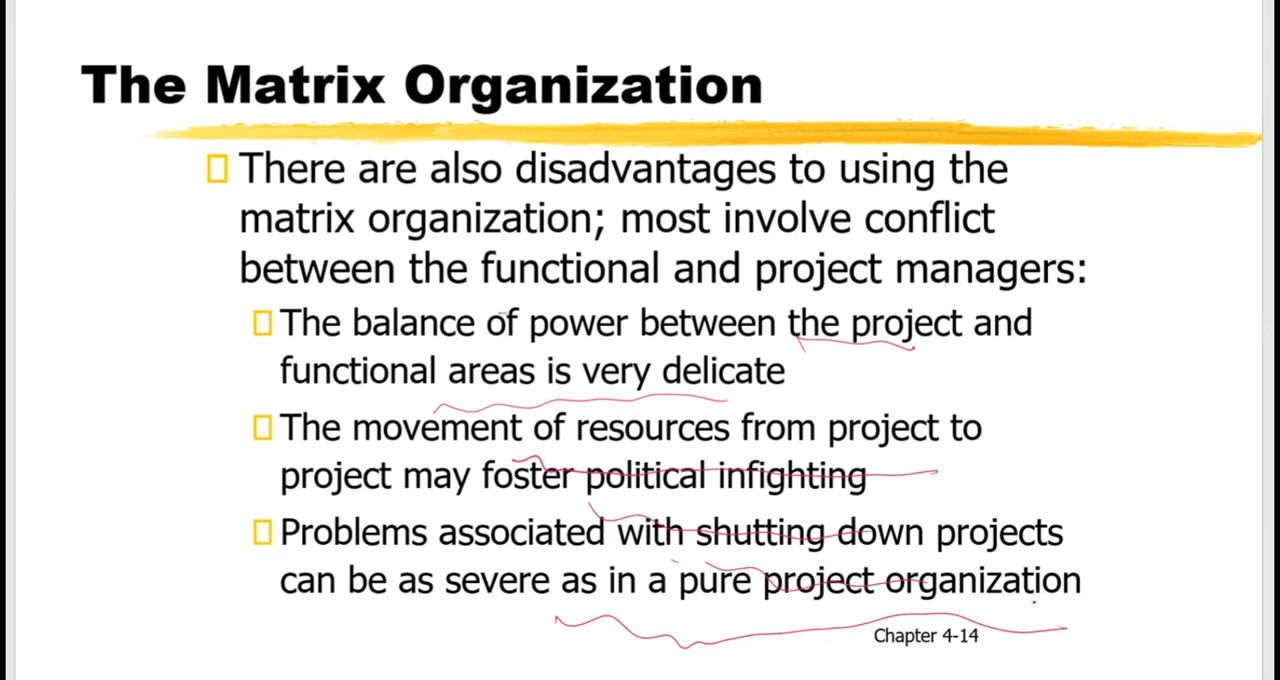 The Matrix Organization
There are also disadvantages to using the
matrix organization; most involve conflict
between the functional and project managers:
The balance of power between the project and
functional areas is very delicate
The movement of resources from project to
project may foster political infighting
Problems associated with shutting down projects
can be as severe as in a pure project organization
Chapter 4-14